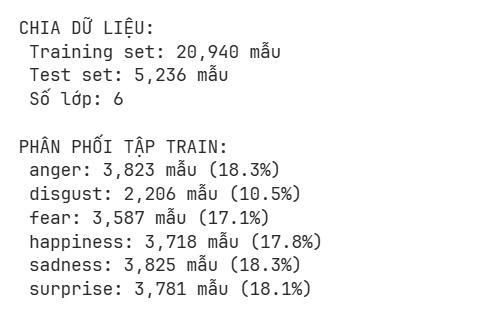 CHIA DỮ LIỆU:
Training set: 20,940 mẫu
Test set: 5,236 mẫu
Số lớp: 6
PHÂN PHỐI TẬP TRAIN:
anger: 3,823 mẫu (18.3%)
disgust: 2,206 mẫu (10.5%)
fear: 3,587 mẫu (17.1%)
happiness: 3,718 mẫu (17.8%)
sadness: 3,825 mẫu (18.3%)
surprise: 3,781 mẫu (18.1%)